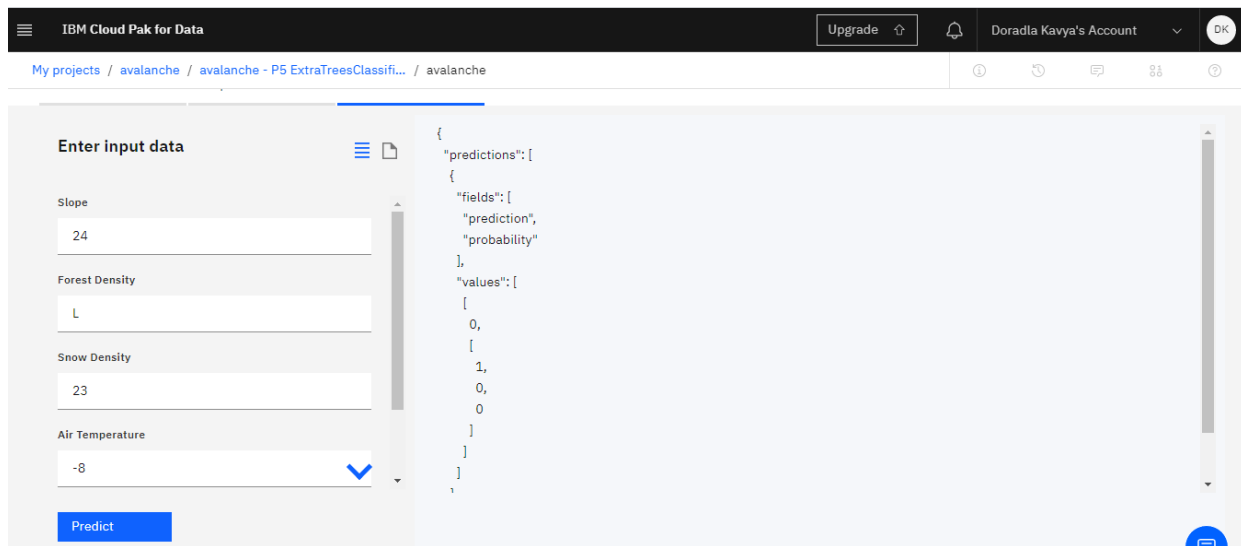 IBM Cloud Pak for Data
Upgrade
Doradla Kavya's Account
DK
My projects / avalanche / avalanche - P5 ExtraTreesClassifi... / avalanche
Enter input data
Slope
24
Forest Density
L
Snow Density
23
Air Temperature
-8
Predict
{
"predictions": [
{
"fields": [
"prediction",
"probability"
],
"values": [
[
0,
[
1,
0,
0
]
]
]